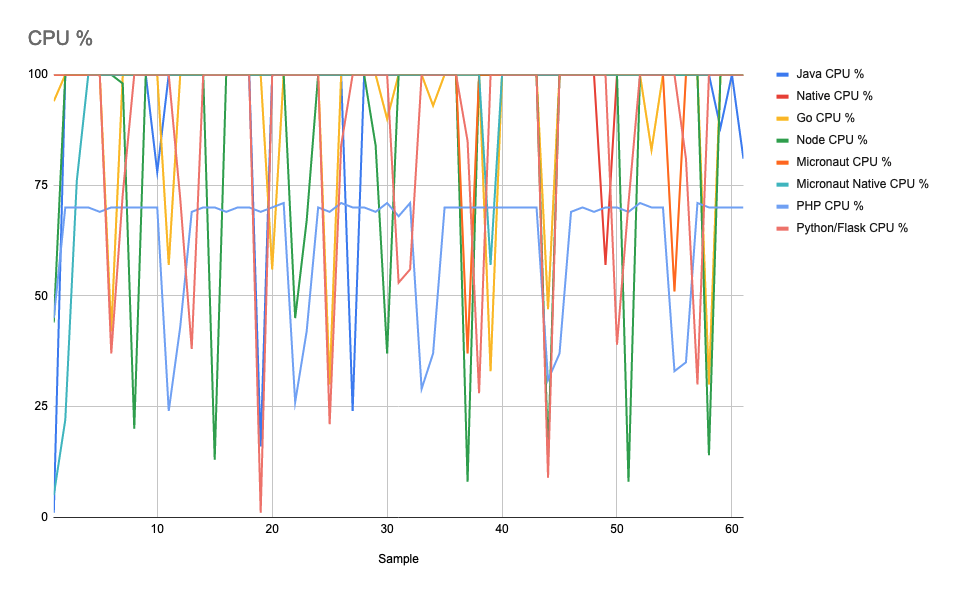 CPU %
100
75
50
25
0
10 20 30 40 50 60
Sample
Java CPU %
Native CPU %
Go CPU %
Node CPU %
Micronaut CPU %
Micronaut Native CPU %
PHP CPU %
Python/Flask CPU %